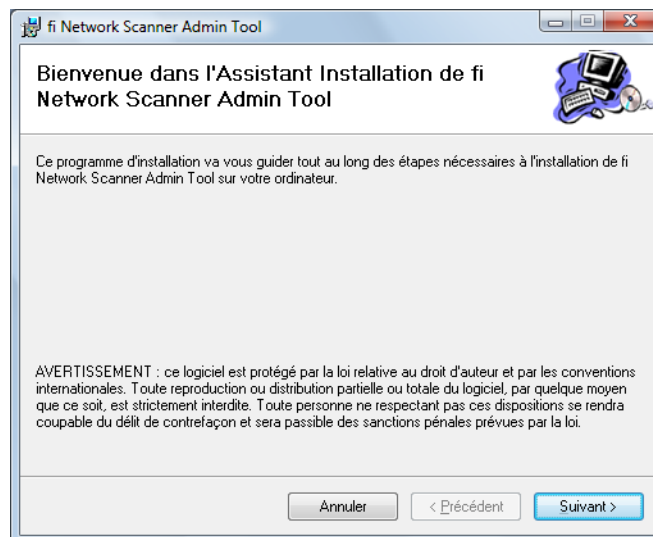 fi Network Scanner Admin Tool
Bienvenue dans l'Assistant Installation de fi
Network Scanner Admin Tool
Ce programme d'installation va vous guider tout au long des étapes nécessaires à l'installation de fi
Network Scanner Admin Tool sur votre ordinateur.
AVERTISSEMENT : ce logiciel est protégé par la loi relative au droit d'auteur et par les conventions
internationales. Toute reproduction ou distribution partielle ou totale du logiciel, par quelque moyen
que ce soit, est strictement interdite. Toute personne ne respectant pas ces dispositions se rendra
coupable du délit de contrefaçon et sera passible des sanctions pénales prévues par la loi.
Annuler
< Précédent
Suivant >